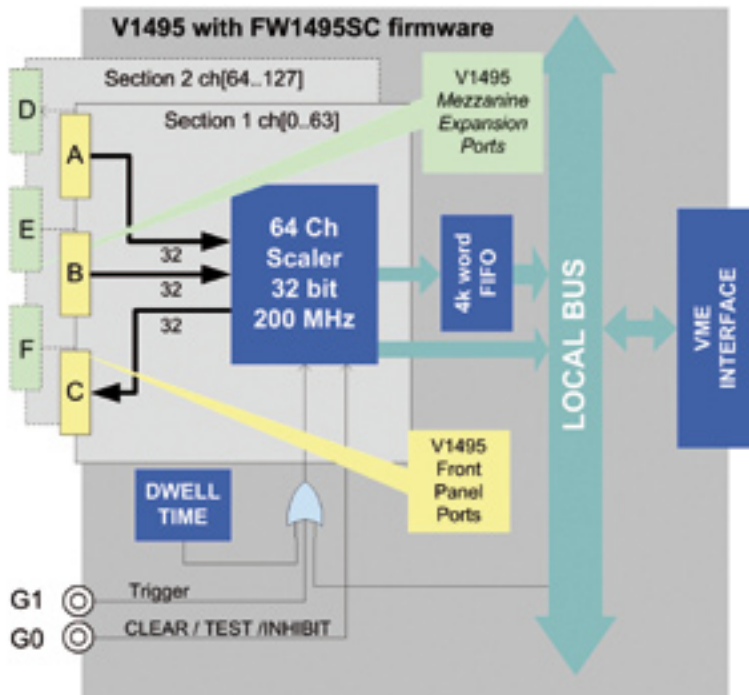 V1495 with FW1495SC firmware
Section 2 ch[64..127]
Section 1 ch[0..63]
D
A
E
B
F
C
32
32
32
64 Ch
Scaler
32 bit
200 MHz
V1495
Mezzanine
Expansion
Ports
4k word
FIFO
LOCAL BUS
VME
INTERFACE
V1495
Front
Panel
Ports
DWELL
TIME
G1
Trigger
G0
CLEAR / TEST /INHIBIT